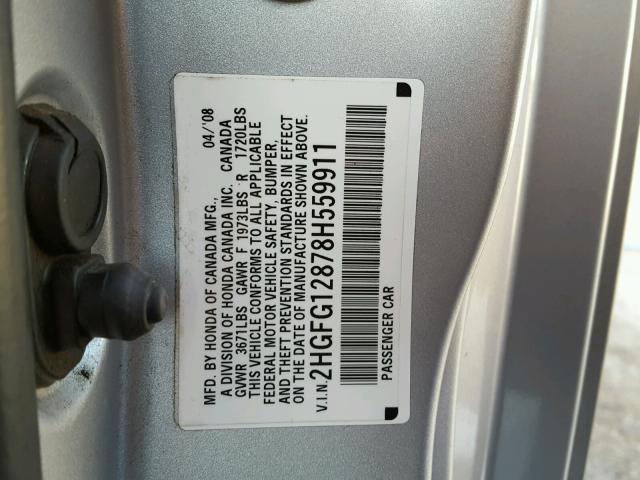 MFD. BY HONDA OF CANADA MFG., 04/'08
A DIVISION OF HONDA CANADA INC. CANADA
GVWR 3671LBS GAWR F 1973LBS R 1720LBS
THIS VEHICLE CONFORMS TO ALL APPLICABLE
FEDERAL MOTOR VEHICLE SAFETY, BUMPER,
AND THEFT PREVENTION STANDARDS IN EFFECT
ON THE DATE OF MANUFACTURE SHOWN ABOVE.
V.I.N. 2HGFG12878H559911
PASSENGER CAR